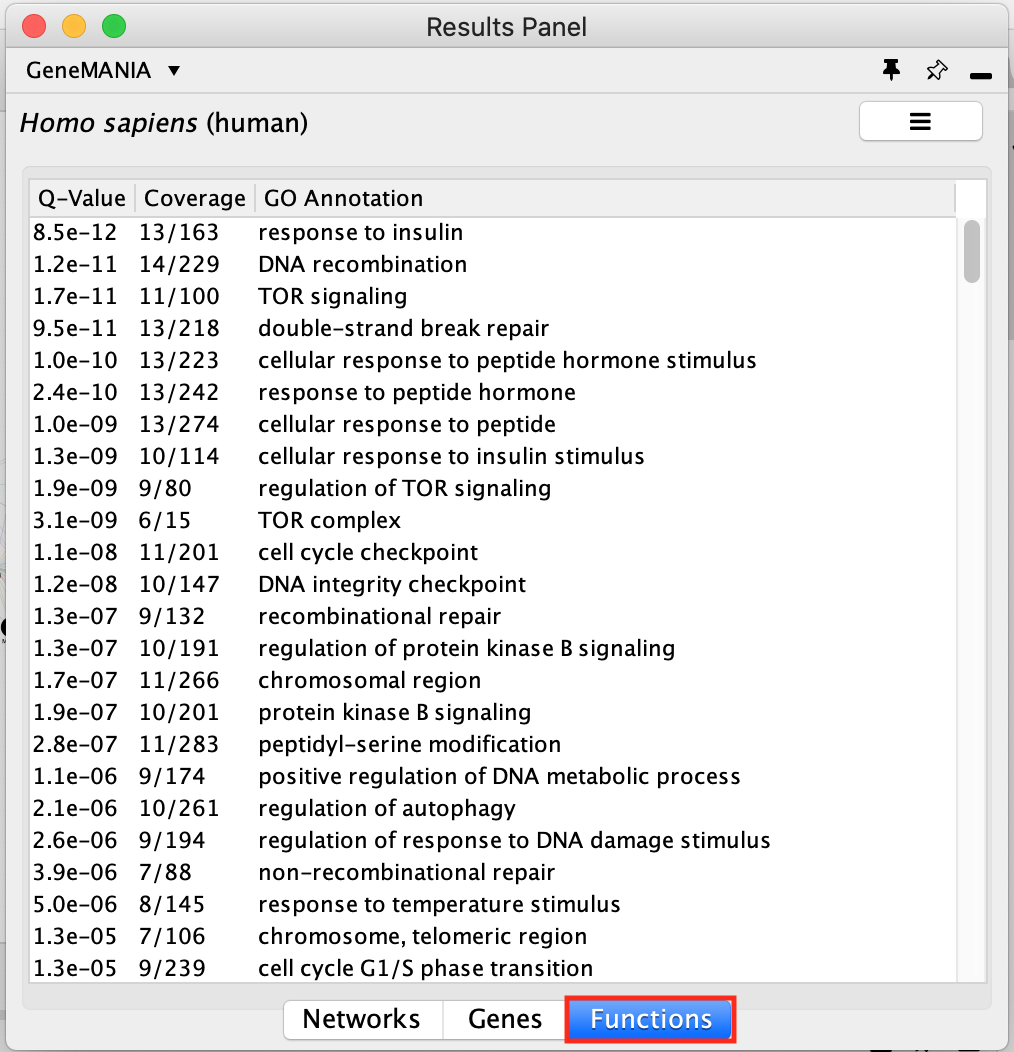 Results Panel
GeneMANIA ▼
Homo sapiens (human)
Q-Value Coverage GO Annotation
8.5e-12 13/163 response to insulin
1.2e-11 14/229 DNA recombination
1.7e-11 11/100 TOR signaling
9.5e-11 13/218 double-strand break repair
1.0e-10 13/223 cellular response to peptide hormone stimulus
2.4e-10 13/242 response to peptide hormone
1.0e-09 13/274 cellular response to peptide
1.3e-09 10/114 cellular response to insulin stimulus
1.9e-09 9/80 regulation of TOR signaling
3.1e-09 6/15 TOR complex
1.1e-08 11/201 cell cycle checkpoint
1.2e-08 10/147 DNA integrity checkpoint
1.3e-07 9/132 recombinational repair
1.3e-07 10/191 regulation of protein kinase B signaling
1.7e-07 11/266 chromosomal region
1.9e-07 10/201 protein kinase B signaling
2.8e-07 11/283 peptidyl-serine modification
1.1e-06 9/174 positive regulation of DNA metabolic process
2.1e-06 10/261 regulation of autophagy
2.6e-06 9/194 regulation of response to DNA damage stimulus
3.9e-06 7/88 non-recombinational repair
5.0e-06 8/145 response to temperature stimulus
1.3e-05 7/106 chromosome, telomeric region
1.3e-05 9/239 cell cycle G1/S phase transition
Networks Genes Functions